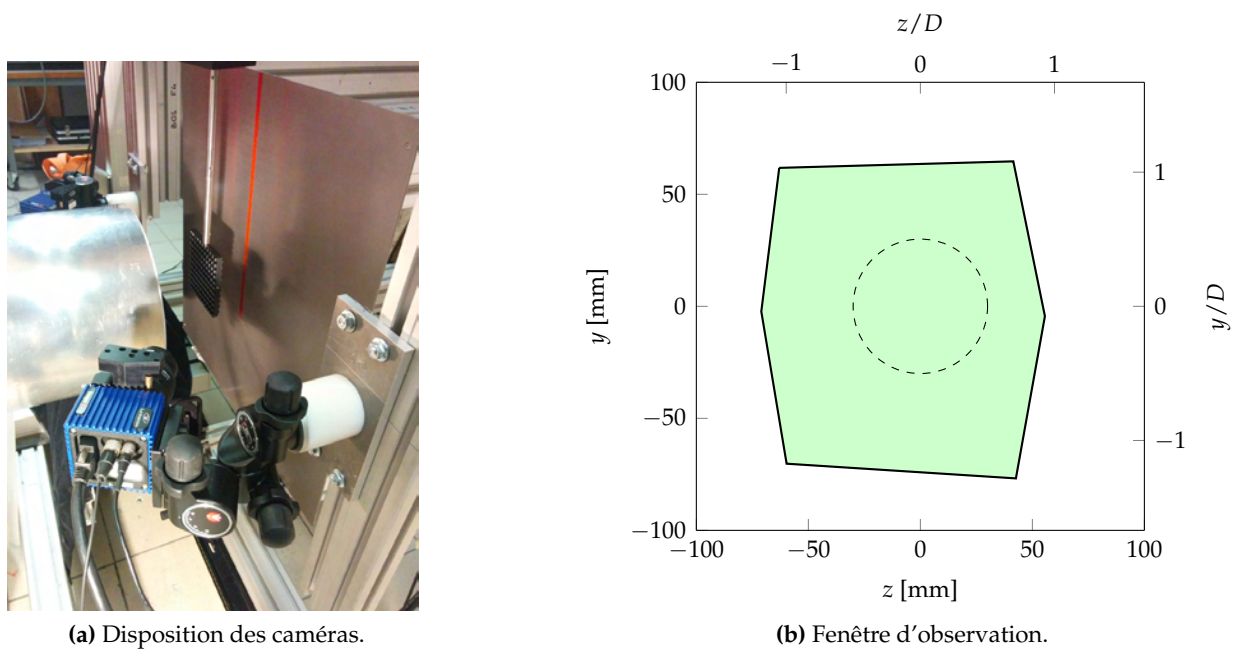 z/D
−1 0 1
100
50
0
−50
−100
y [mm]
1
0
−1
y/D
−100 −50 0 50 100
z [mm]
(a) Disposition des caméras.
(b) Fenêtre d'observation.